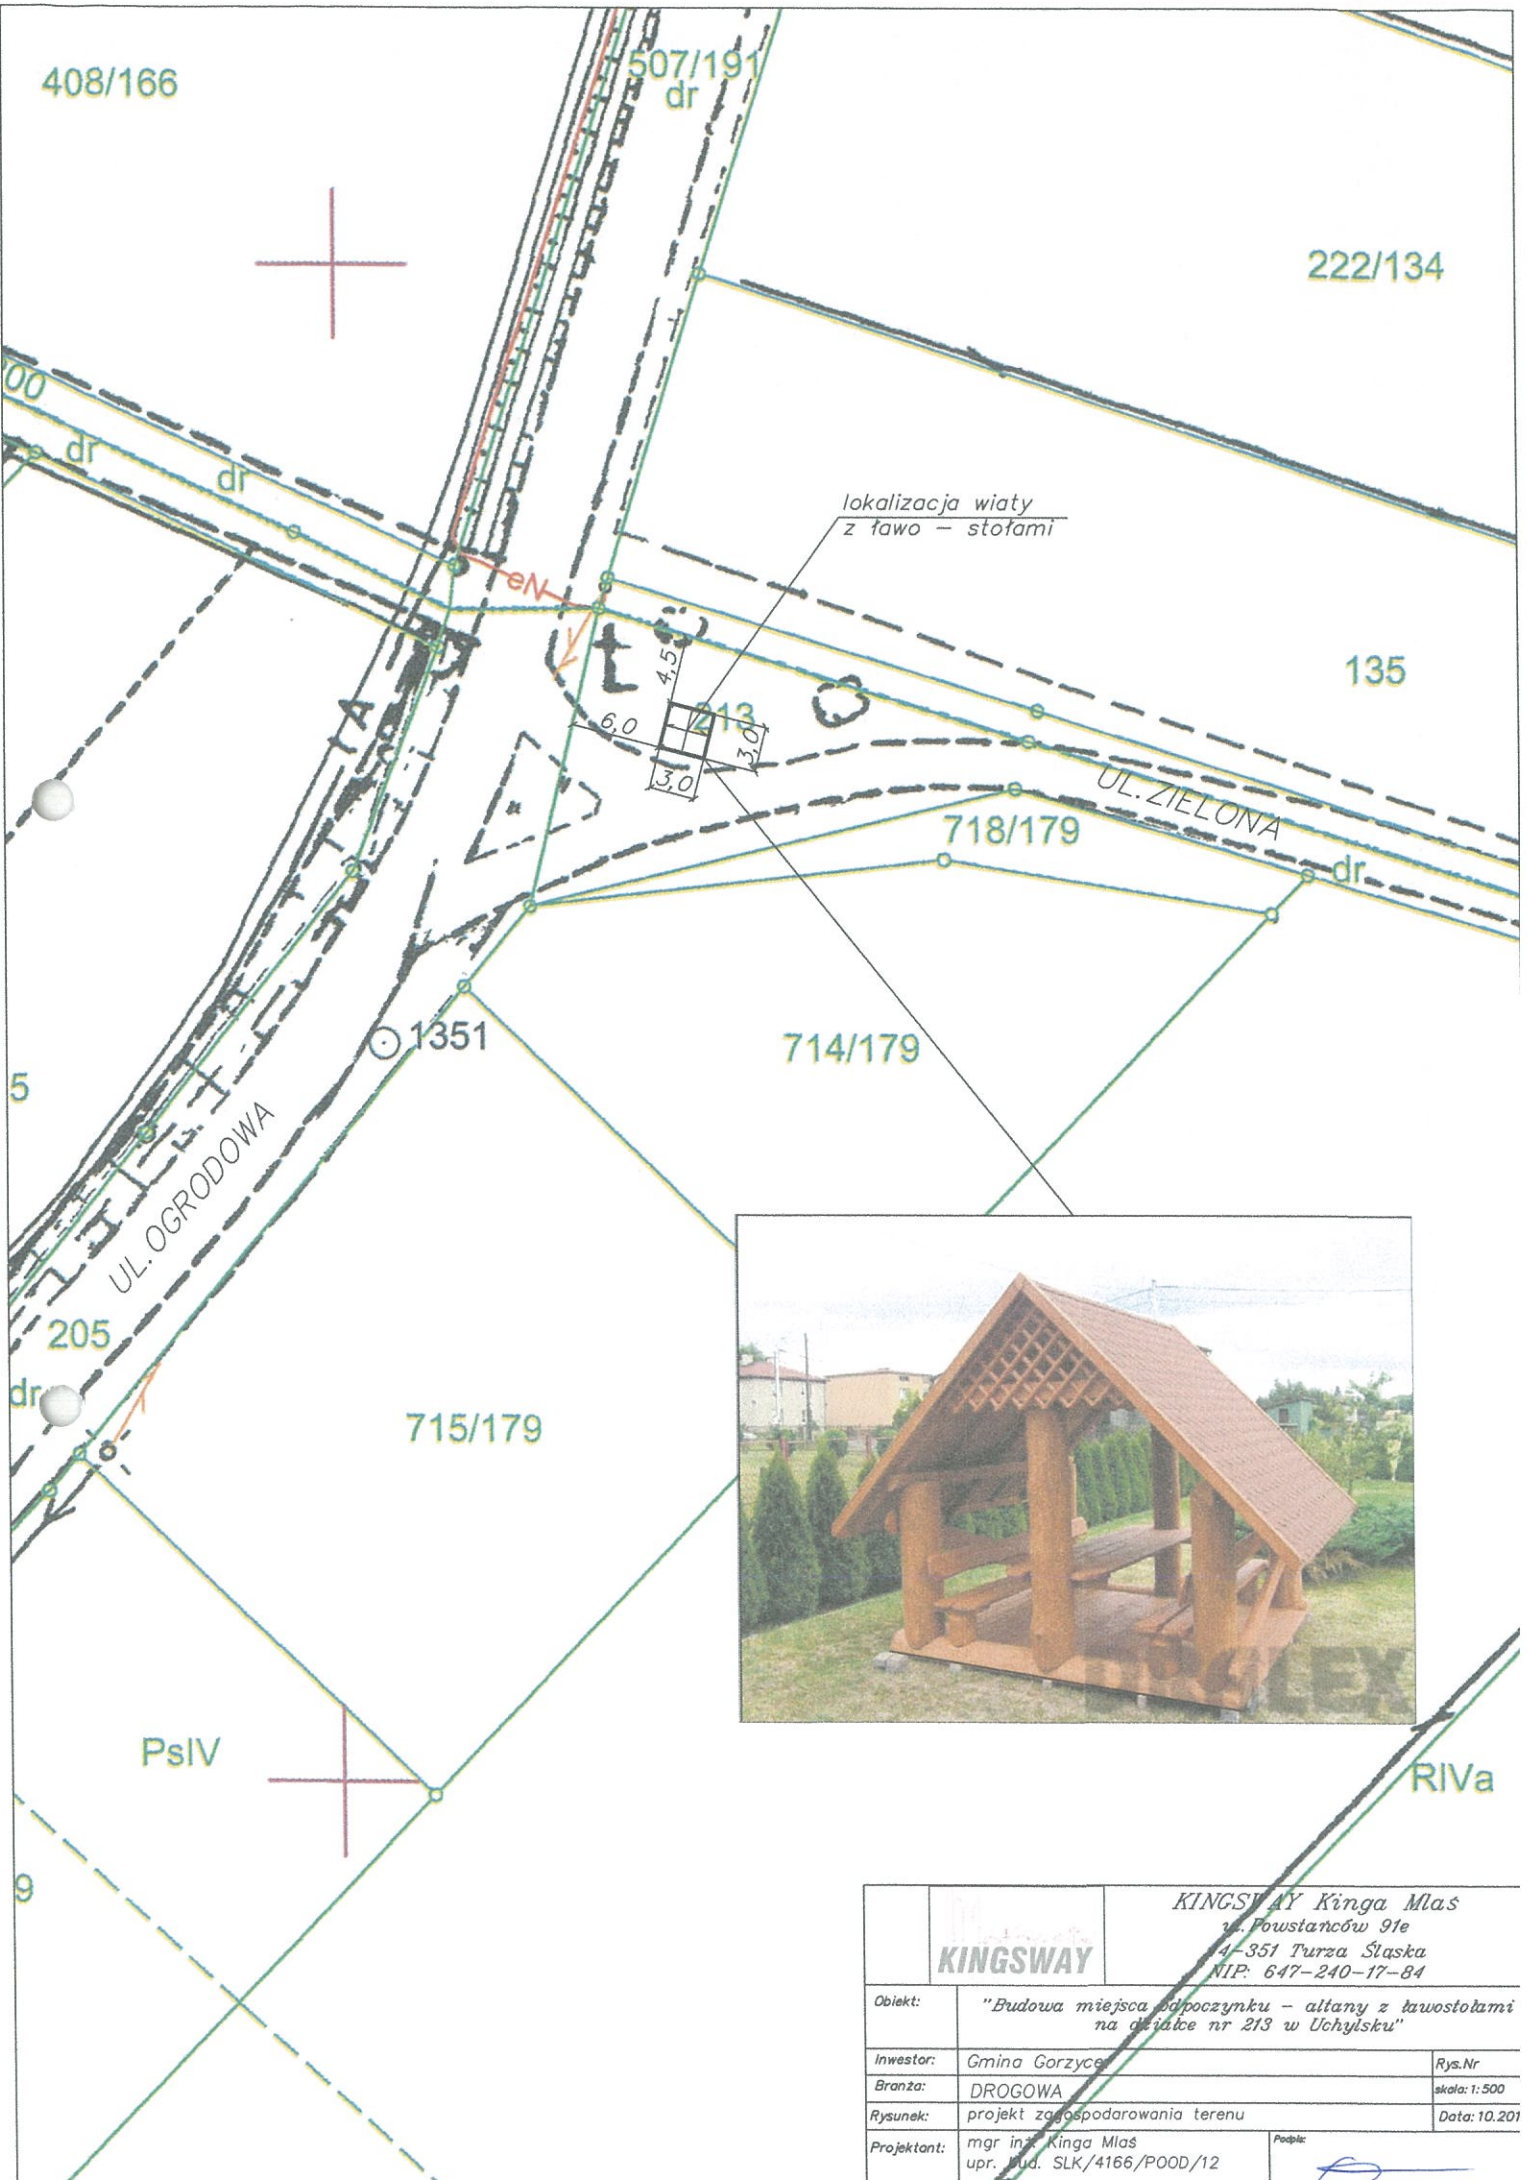 408/166
507/191
dr
222/134
00
dr
dr
lokalizacja wiaty
z ławo – stołami
eN
t
135
4,5
213
6,0
3,0
3,0
UL. ZIELONA
718/179
dr
1351
714/179
5
UL. OGRODOWA
205
dr
715/179
PsIV
RIVa
9
KINGSWAY
KINGSWAY Kinga Mlaś
ul. Powstańców 91e
4-351 Turza Śląska
NIP: 647-240-17-84
Obiekt:
"Budowa miejsca odpoczynku – altany z ławostołami
na działce nr 213 w Uchylsku"
Inwestor:
Gmina Gorzyce
Rys.Nr
Branża:
DROGOWA
skala: 1:500
Rysunek:
projekt zagospodarowania terenu
Data: 10.201
Projektant:
mgr inż. Kinga Mlaś
upr. bud. SLK/4166/POOD/12
Podpis: